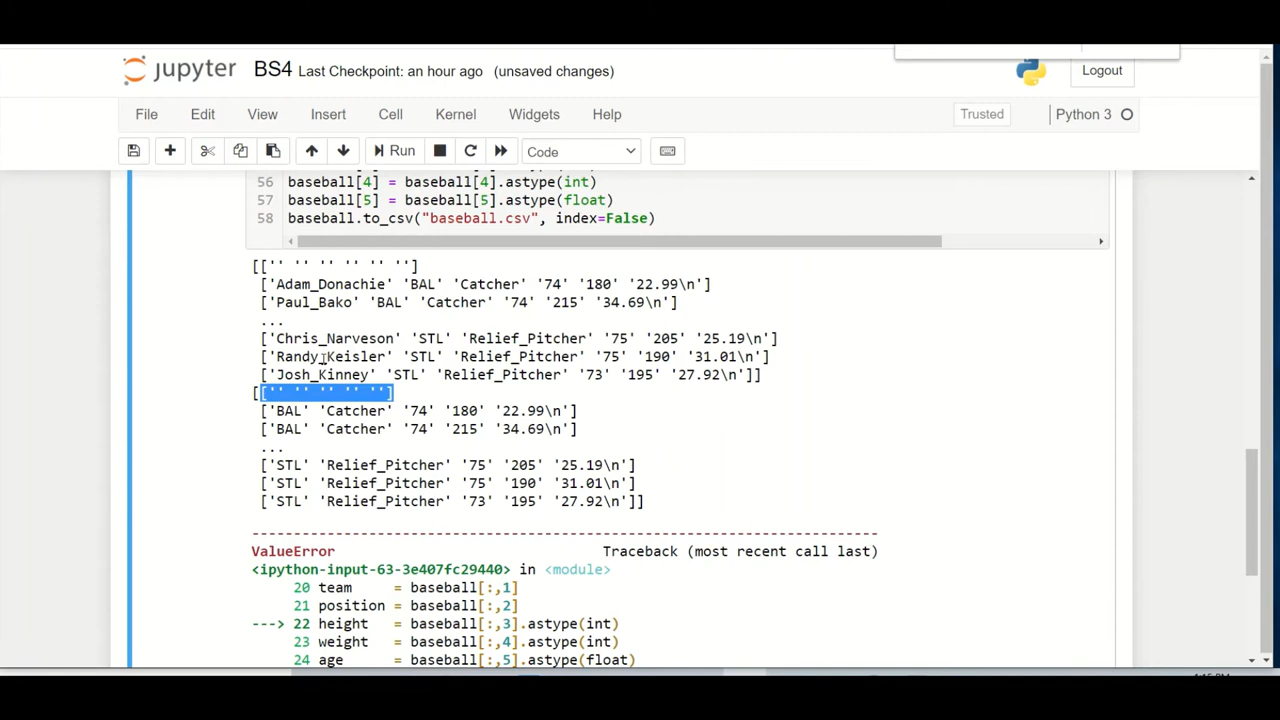 jupyter BS4 Last Checkpoint: an hour ago (unsaved changes) Logout
File Edit View Insert Cell Kernel Widgets Help Trusted Python 3
Run Code
56 baseball[4] = baseball[4].astype(int)
57 baseball[5] = baseball[5].astype(float)
58 baseball.to_csv("baseball.csv", index=False)
[['' '' '' '' '' '']
['Adam_Donachie' 'BAL' 'Catcher' '74' '180' '22.99\n']
['Paul_Bako' 'BAL' 'Catcher' '74' '215' '34.69\n']
...
['Chris_Narveson' 'STL' 'Relief_Pitcher' '75' '205' '25.19\n']
['Randy_Keisler' 'STL' 'Relief_Pitcher' '75' '190' '31.01\n']
['Josh_Kinney' 'STL' 'Relief_Pitcher' '73' '195' '27.92\n']]
[['' '' '' '' '']
['BAL' 'Catcher' '74' '180' '22.99\n']
['BAL' 'Catcher' '74' '215' '34.69\n']
...
['STL' 'Relief_Pitcher' '75' '205' '25.19\n']
['STL' 'Relief_Pitcher' '75' '190' '31.01\n']
['STL' 'Relief_Pitcher' '73' '195' '27.92\n']]
---------------------------------------------------------------------------
ValueError Traceback (most recent call last)
<ipython-input-63-3e407fc29440> in <module>
20 team = baseball[:,1]
21 position = baseball[:,2]
---> 22 height = baseball[:,3].astype(int)
23 weight = baseball[:,4].astype(int)
24 age = baseball[:,5].astype(float)